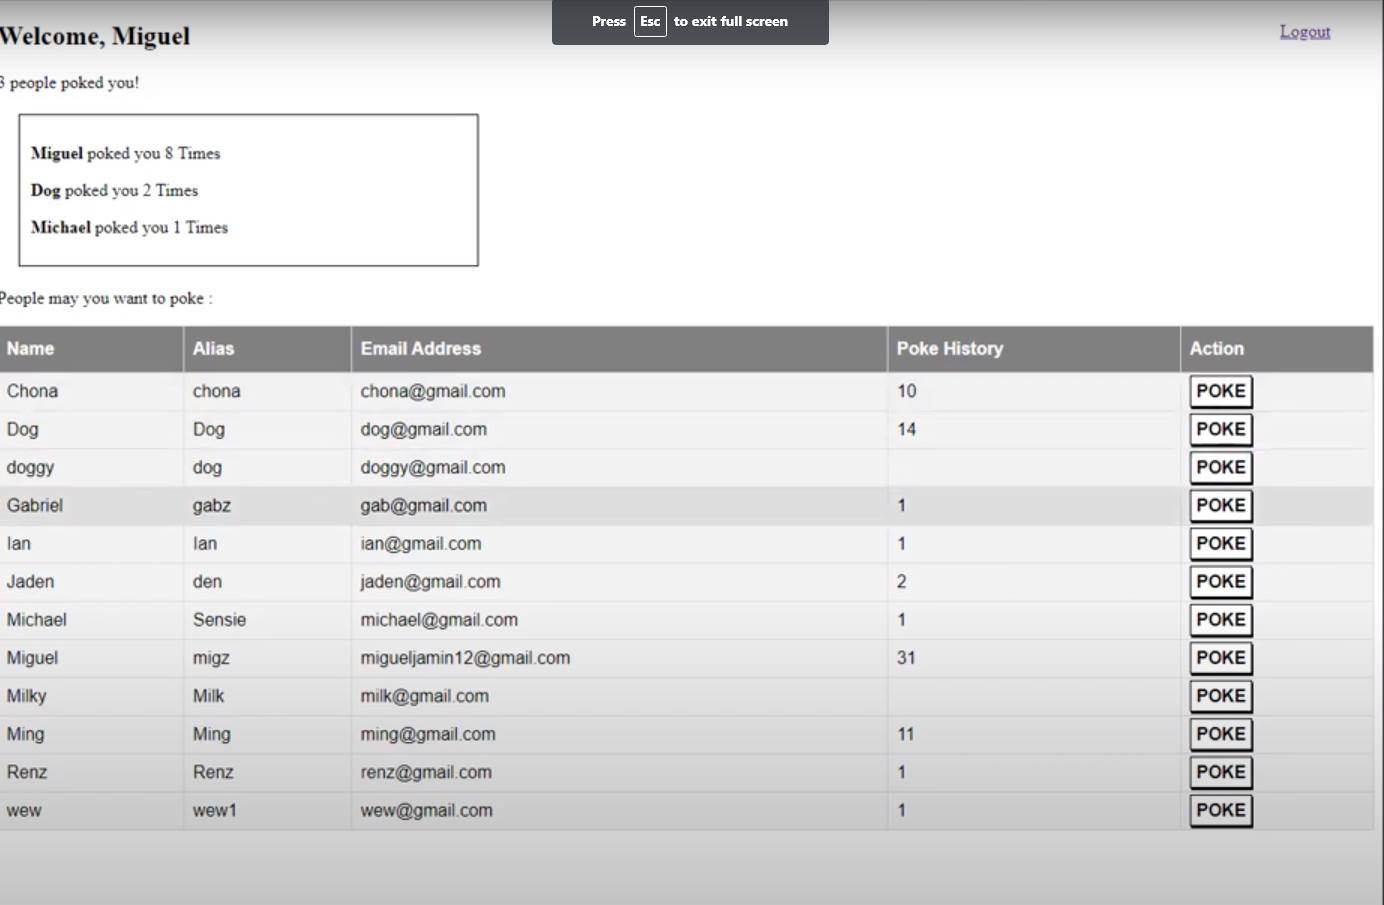 Press Esc to exit full screen
Welcome, Miguel
Logout
3 people poked you!
Miguel poked you 8 Times
Dog poked you 2 Times
Michael poked you 1 Times
People may you want to poke :
Name Alias Email Address Poke History Action
Chona chona chona@gmail.com 10 POKE
Dog Dog dog@gmail.com 14 POKE
doggy dog doggy@gmail.com POKE
Gabriel gabz gab@gmail.com 1 POKE
Ian Ian ian@gmail.com 1 POKE
Jaden den jaden@gmail.com 2 POKE
Michael Sensie michael@gmail.com 1 POKE
Miguel migz migueljamin12@gmail.com 31 POKE
Milky Milk milk@gmail.com POKE
Ming Ming ming@gmail.com 11 POKE
Renz Renz renz@gmail.com 1 POKE
wew wew1 wew@gmail.com 1 POKE